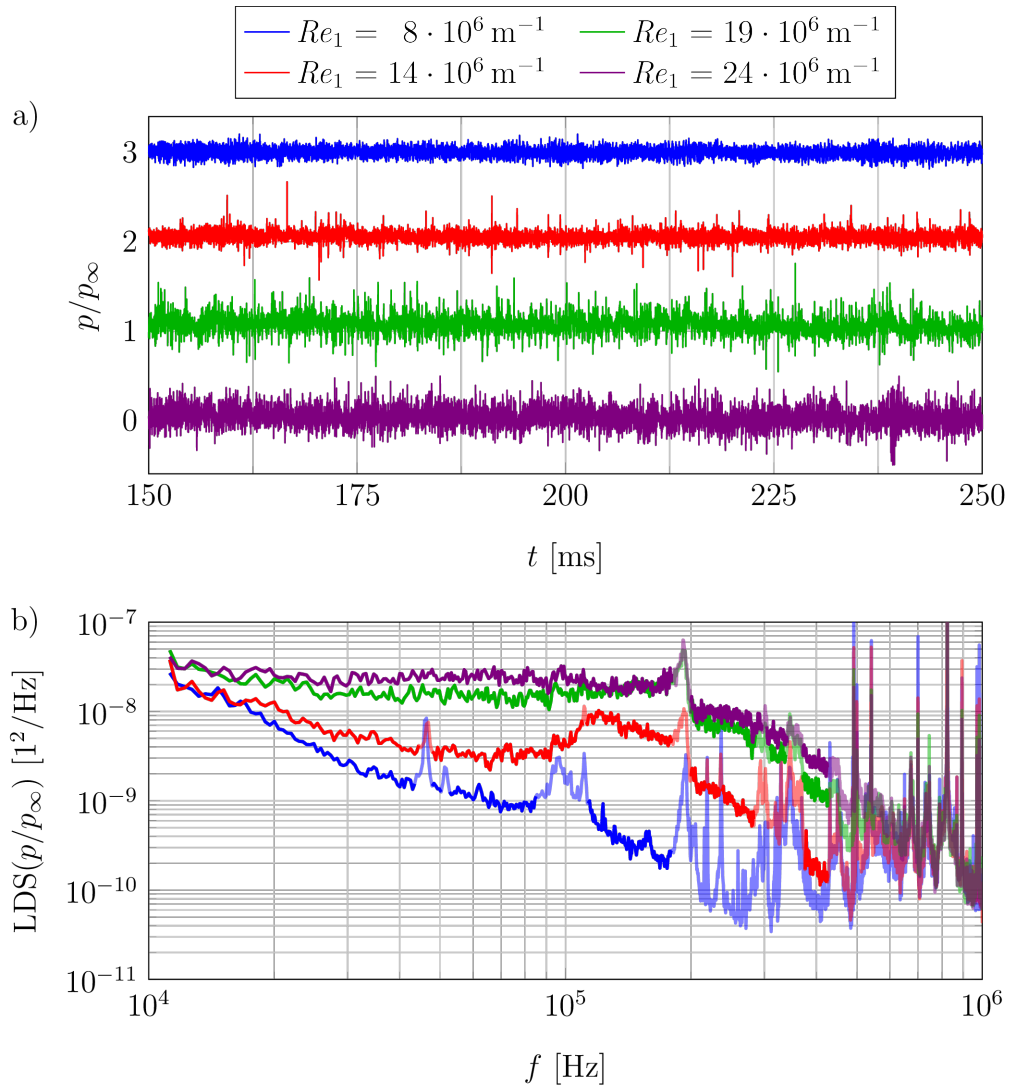 Re₁ = 8 · 10⁶ m⁻¹ Re₁ = 19 · 10⁶ m⁻¹
Re₁ = 14 · 10⁶ m⁻¹ Re₁ = 24 · 10⁶ m⁻¹
a)
p/p∞
3
2
1
0
150 175 200 225 250
t [ms]
b)
LDS(p/p∞) [1²/Hz]
10⁻⁷
10⁻⁸
10⁻⁹
10⁻¹⁰
10⁻¹¹
10⁴ 10⁵ 10⁶
f [Hz]